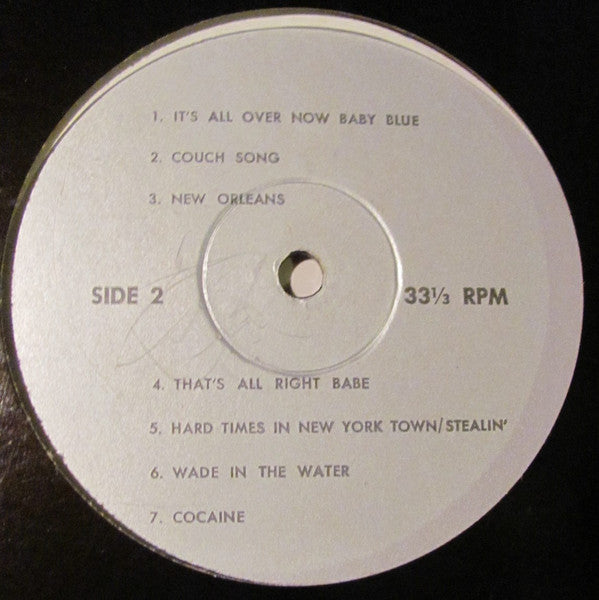 1. IT'S ALL OVER NOW BABY BLUE
2. COUCH SONG
3. NEW ORLEANS
SIDE 2
33⅓ RPM
4. THAT'S ALL RIGHT BABE
5. HARD TIMES IN NEW YORK TOWN/STEALIN'
6. WADE IN THE WATER
7. COCAINE